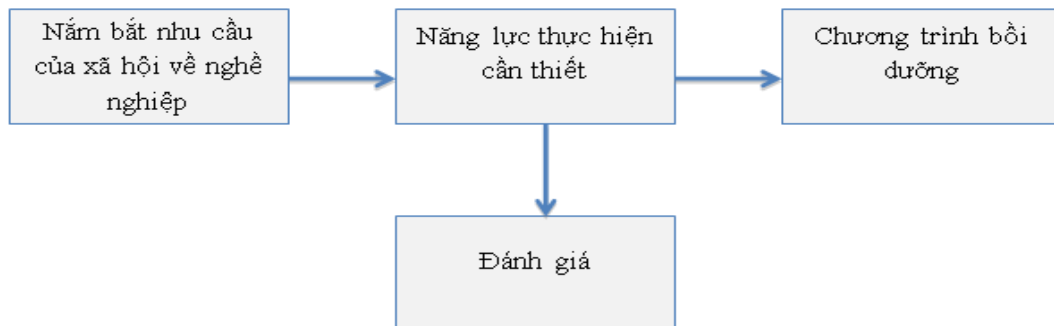 Nắm bắt nhu cầu
của xã hội về nghề
nghiệp
Năng lực thực hiện
cần thiết
Chương trình bồi
dưỡng
Đánh giá